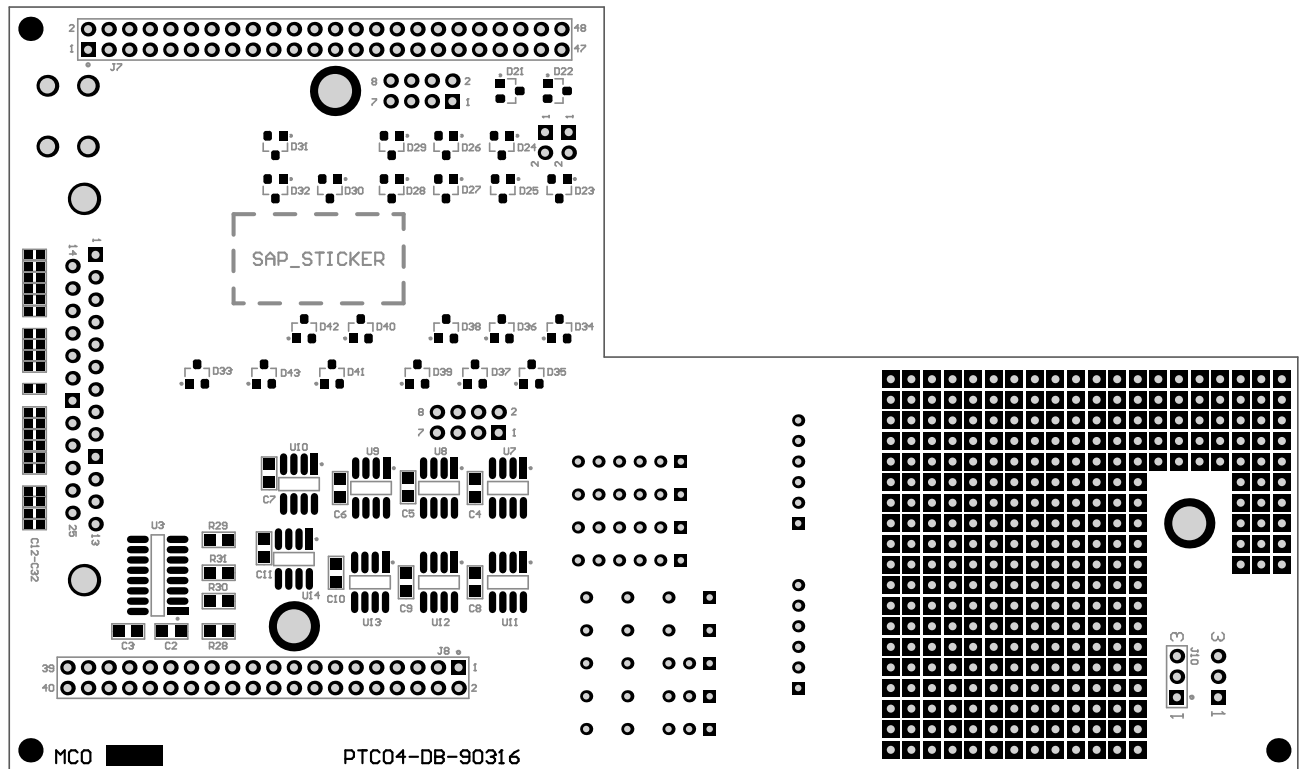 2 48
1 47
J7
8 2
7 1
D21 D22
1 1
D31 D29 D26 D24
2 2
D32 D30 D28 D27 D25 D23
14 1
SAP_STICKER
D42 D40 D38 D36 D34
D33 D43 D41 D39 D37 D35
8 2
7 1
U10 U9 U8 U7
C7 C6 C5 C4
25 13
U3 R29
C12-C32
R31
C11
R30
U14 C10 C9 C8
U13 U12 U11
C3 C2 R28
J8
39 1
40 2
3 3
J10
1 1
MCO PTC04-DB-90316